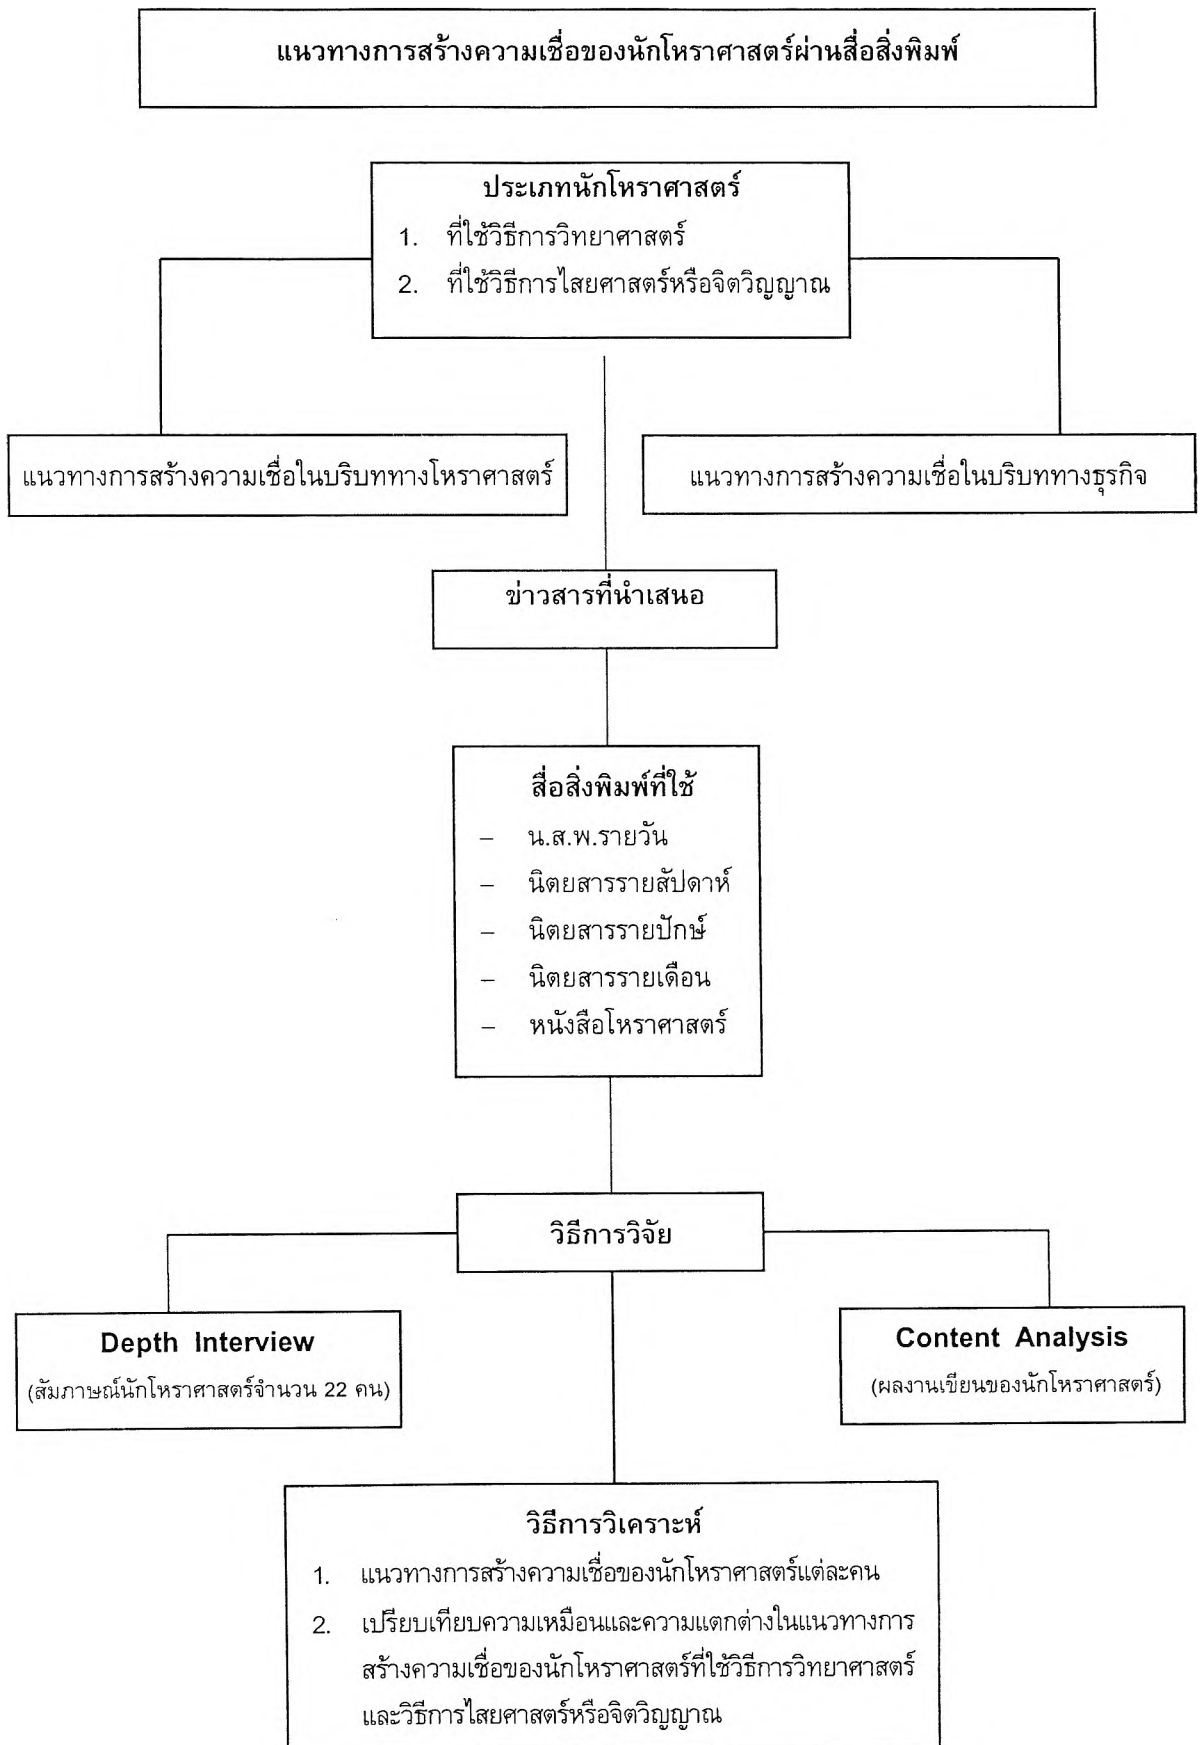 แนวทางการสร้างความเชื่อของนักโหราศาสตร์ผ่านสื่อสิ่งพิมพ์
ประเภทนักโหราศาสตร์
1. ที่ใช้วิธีการวิทยาศาสตร์
2. ที่ใช้วิธีการไสยศาสตร์หรือจิตวิญญาณ
แนวทางการสร้างความเชื่อในบริบททางโหราศาสตร์
แนวทางการสร้างความเชื่อในบริบททางธุรกิจ
ข่าวสารที่นำเสนอ
สื่อสิ่งพิมพ์ที่ใช้
– น.ส.พ.รายวัน
– นิตยสารรายสัปดาห์
– นิตยสารรายปักษ์
– นิตยสารรายเดือน
– หนังสือโหราศาสตร์
วิธีการวิจัย
Depth Interview
(สัมภาษณ์นักโหราศาสตร์จำนวน 22 คน)
Content Analysis
(ผลงานเขียนของนักโหราศาสตร์)
วิธีการวิเคราะห์
1. แนวทางการสร้างความเชื่อของนักโหราศาสตร์แต่ละคน
2. เปรียบเทียบความเหมือนและความแตกต่างในแนวทางการ
สร้างความเชื่อของนักโหราศาสตร์ที่ใช้วิธีการวิทยาศาสตร์
และวิธีการไสยศาสตร์หรือจิตวิญญาณ